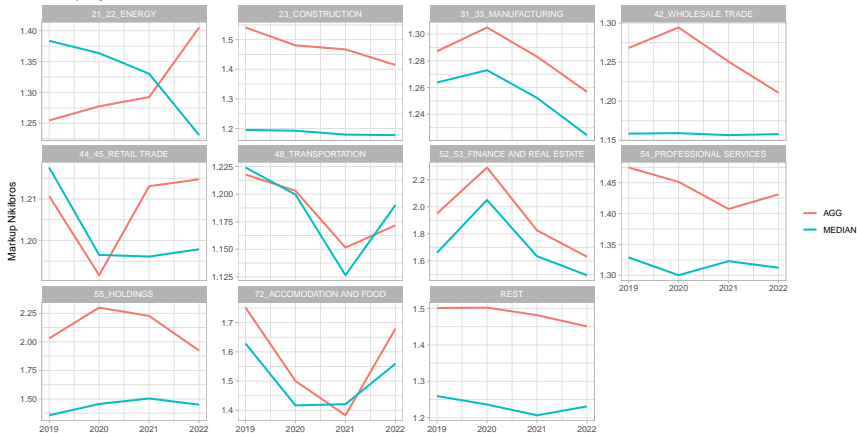 21_22_ENERGY
23_CONSTRUCTION
31_33_MANUFACTURING
42_WHOLESALE TRADE
1.40
1.35
1.30
1.25
1.5
1.4
1.3
1.2
1.30
1.28
1.26
1.24
1.30
1.25
1.20
1.15
44_45_RETAIL TRADE
48_TRANSPORTATION
52_53_FINANCE AND REAL ESTATE
54_PROFESSIONAL SERVICES
1.21
1.20
1.225
1.200
1.175
1.150
1.125
2.2
2.0
1.8
1.6
1.45
1.40
1.35
1.30
2019 2020 2021 2022
Markup Nikifbros
AGG
MEDIAN
55_HOLDINGS
72_ACCOMODATION AND FOOD
REST
2.25
2.00
1.75
1.50
1.7
1.6
1.5
1.4
1.5
1.4
1.3
1.2
2019 2020 2021 2022
2019 2020 2021 2022
2019 2020 2021 2022